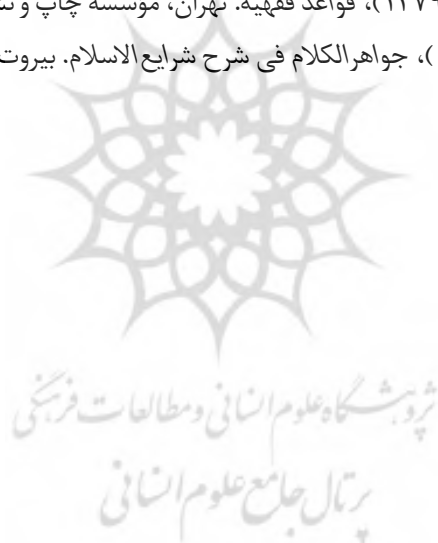 ۱۳۷۹)، قواعد فقهیه. تهران، موسسه چاپ و نش
)، جواهرالکلام فی شرح شرایع الاسلام. بیروت
پژوهشگاه علوم انسانی و مطالعات فرهنگی
پرتال جامع علوم انسانی